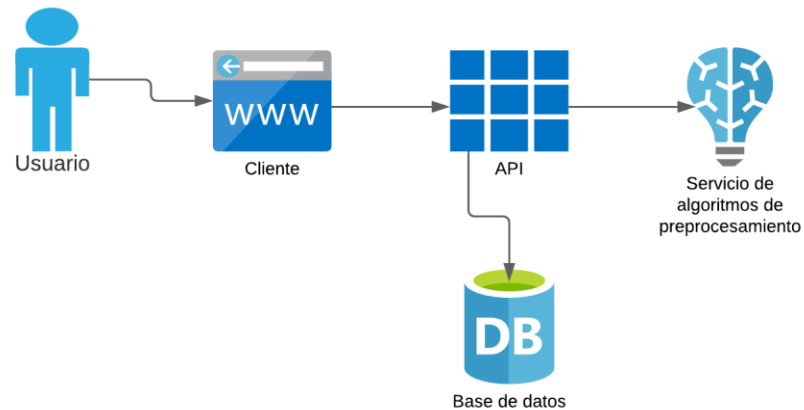 WWW
Usuario
Cliente
API
Servicio de
algoritmos de
preprocesamiento
DB
Base de datos